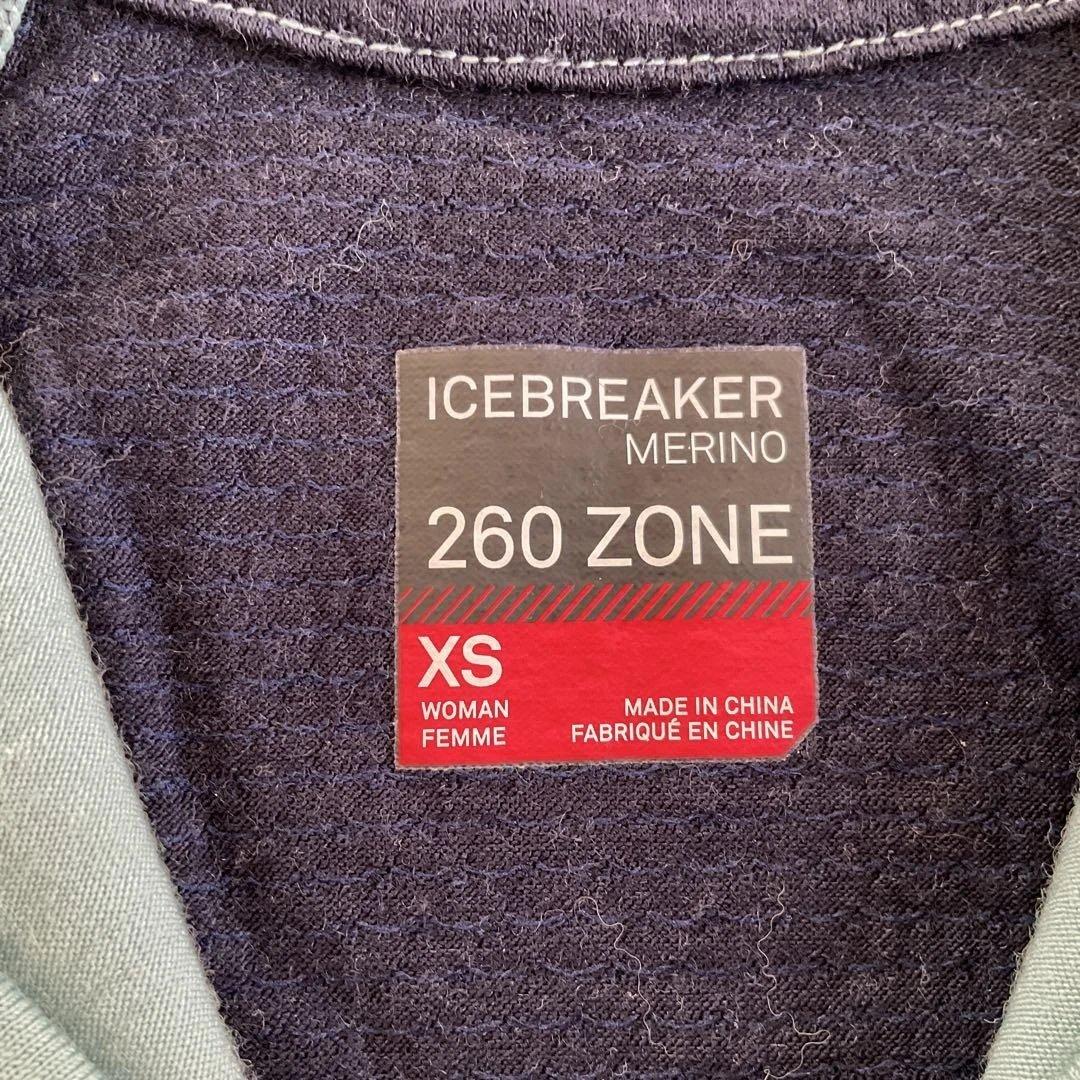 ICEBREAKER
MERINO
260 ZONE
XS
WOMAN
FEMME
MADE IN CHINA
FABRIQUÉ EN CHINE